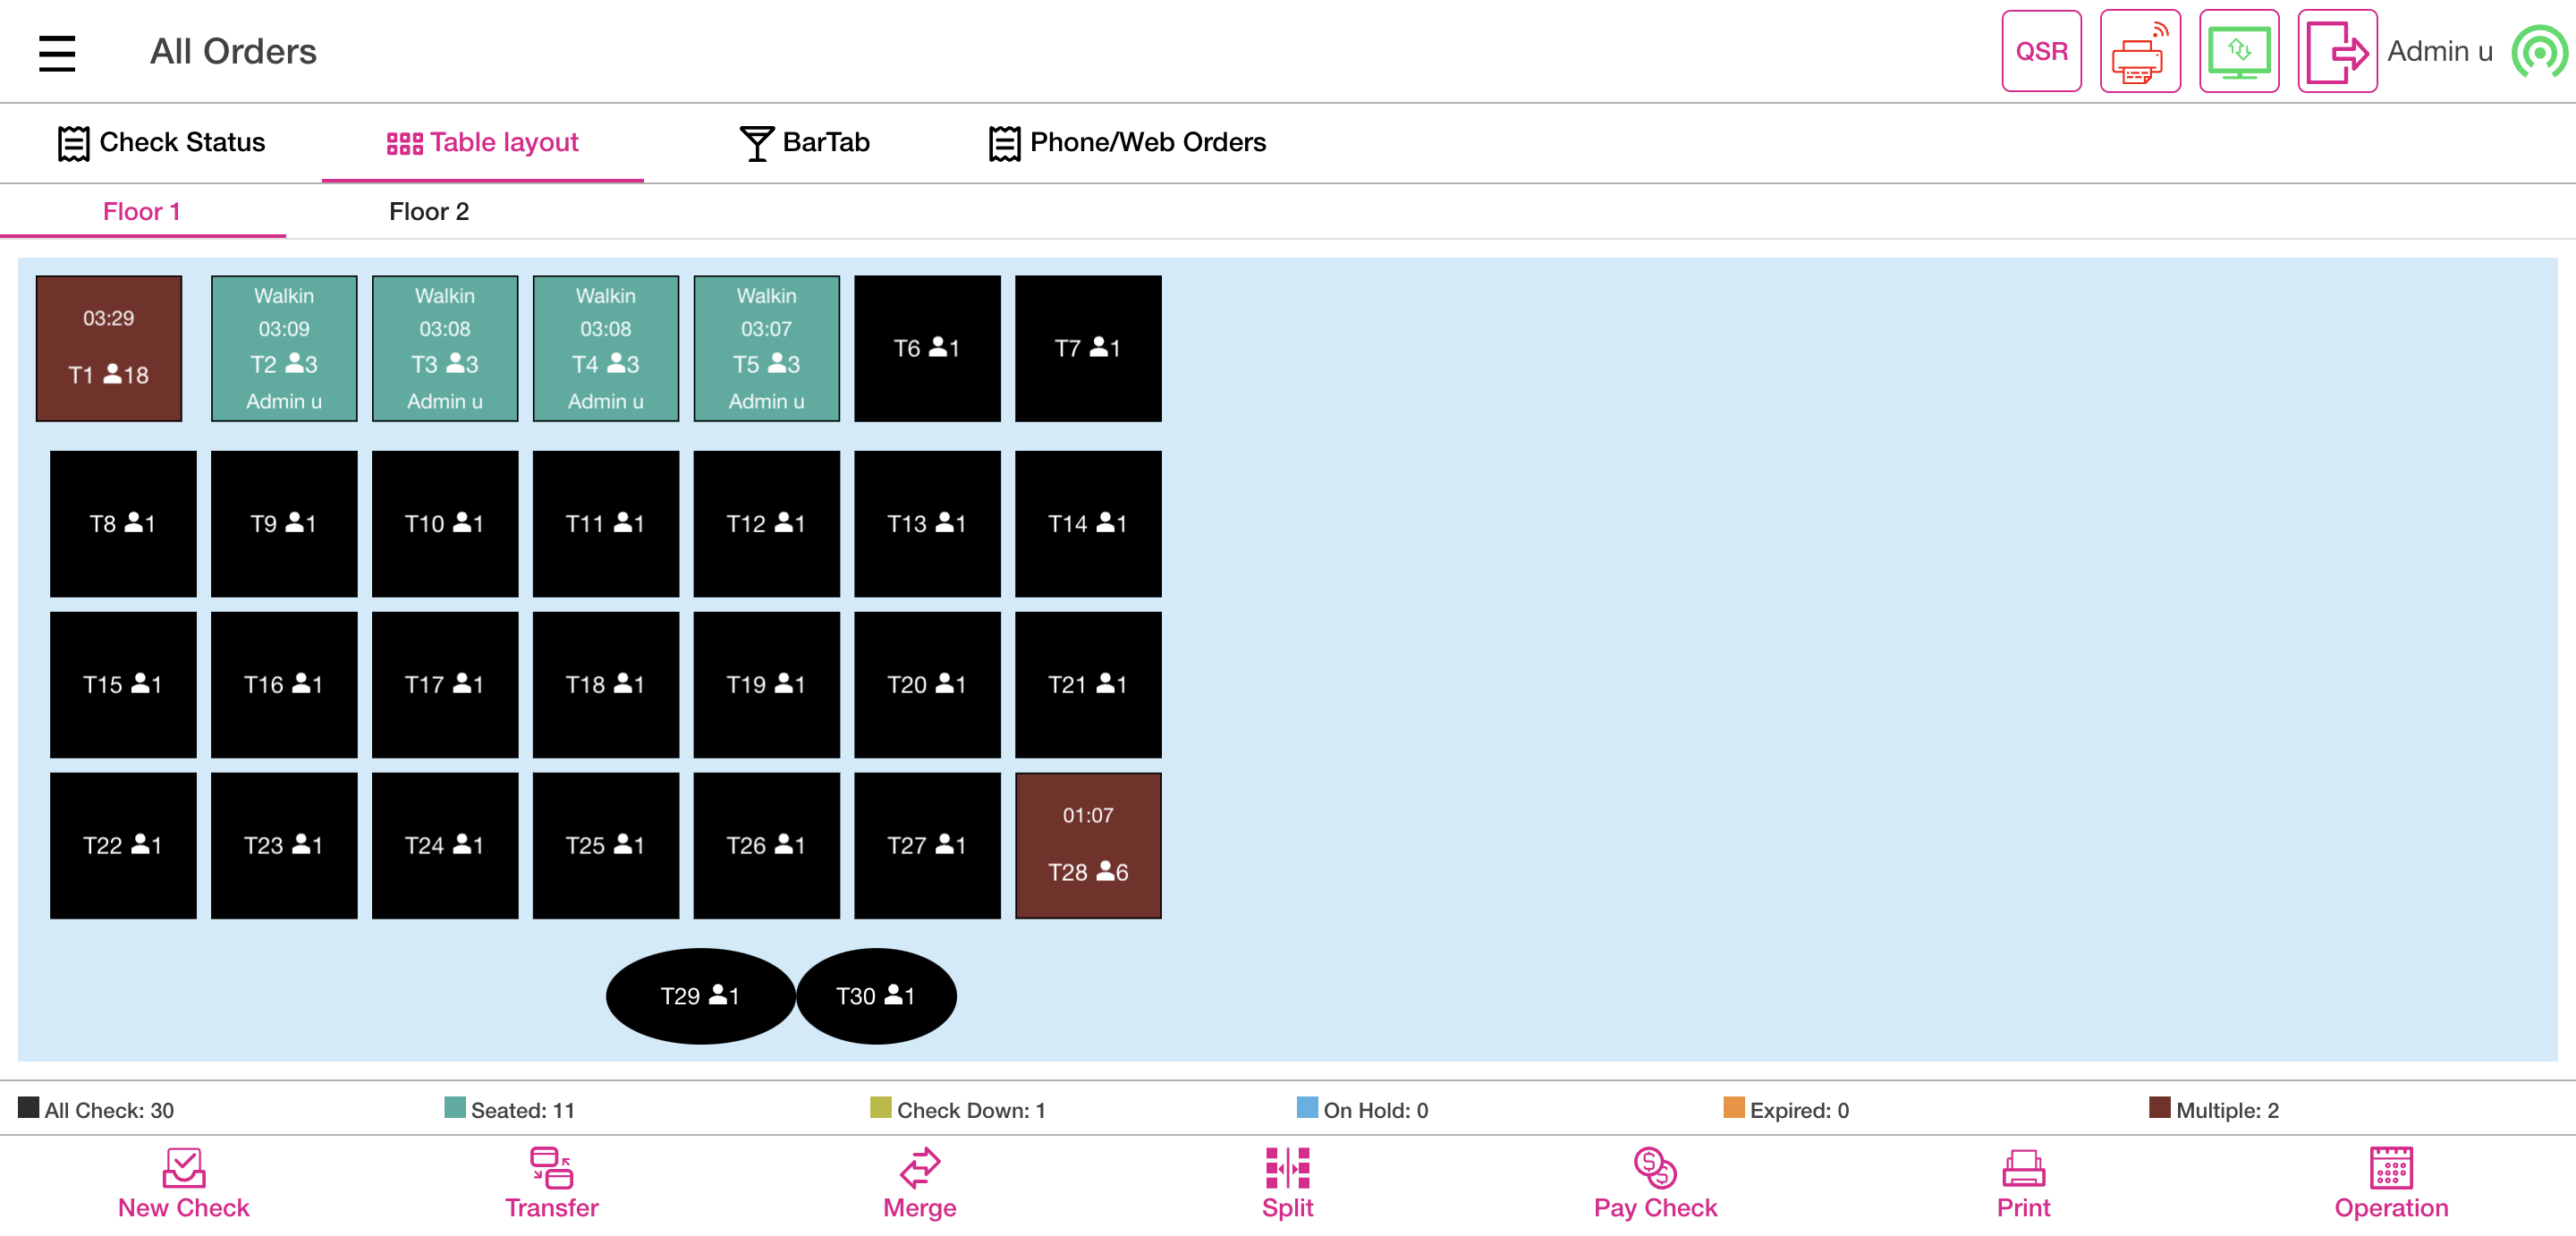 All Orders
QSR
Admin u
Check Status
Table layout
BarTab
Phone/Web Orders
Floor 1
Floor 2
03:29
T1 18
Walkin
03:09
T2 3
Admin u
Walkin
03:08
T3 3
Admin u
Walkin
03:08
T4 3
Admin u
Walkin
03:07
T5 3
Admin u
T6 1
T7 1
T8 1
T9 1
T10 1
T11 1
T12 1
T13 1
T14 1
T15 1
T16 1
T17 1
T18 1
T19 1
T20 1
T21 1
T22 1
T23 1
T24 1
T25 1
T26 1
T27 1
01:07
T28 6
T29 1
T30 1
All Check: 30
Seated: 11
Check Down: 1
On Hold: 0
Expired: 0
Multiple: 2
New Check
Transfer
Merge
Split
Pay Check
Print
Operation